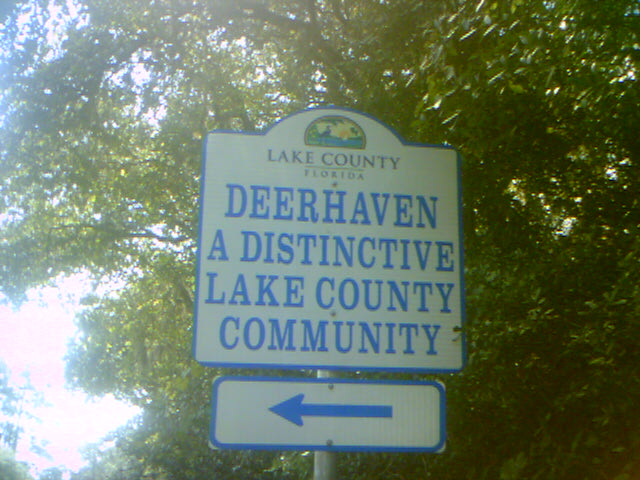 LAKE COUNTY
FLORIDA
DEERHAVEN
A DISTINCTIVE
LAKE COUNTY
COMMUNITY